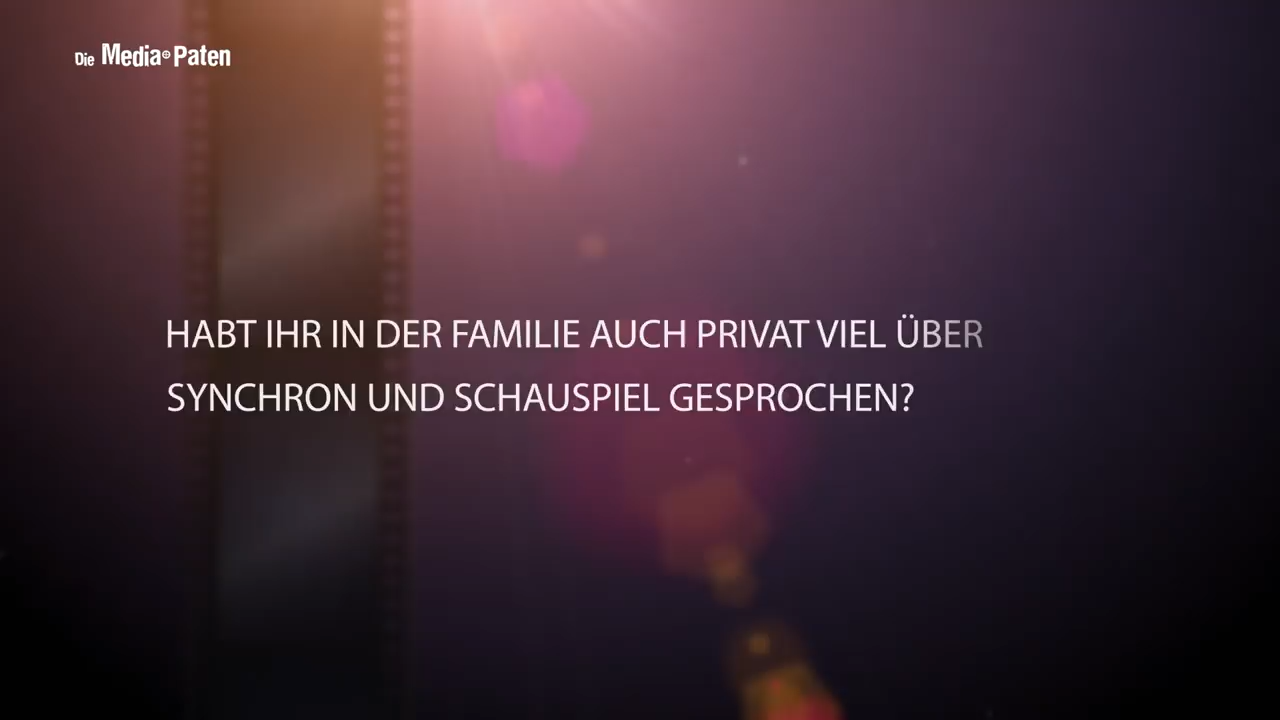 Die Media Paten
HABT IHR IN DER FAMILIE AUCH PRIVAT VIEL ÜBER
SYNCHRON UND SCHAUSPIEL GESPROCHEN?